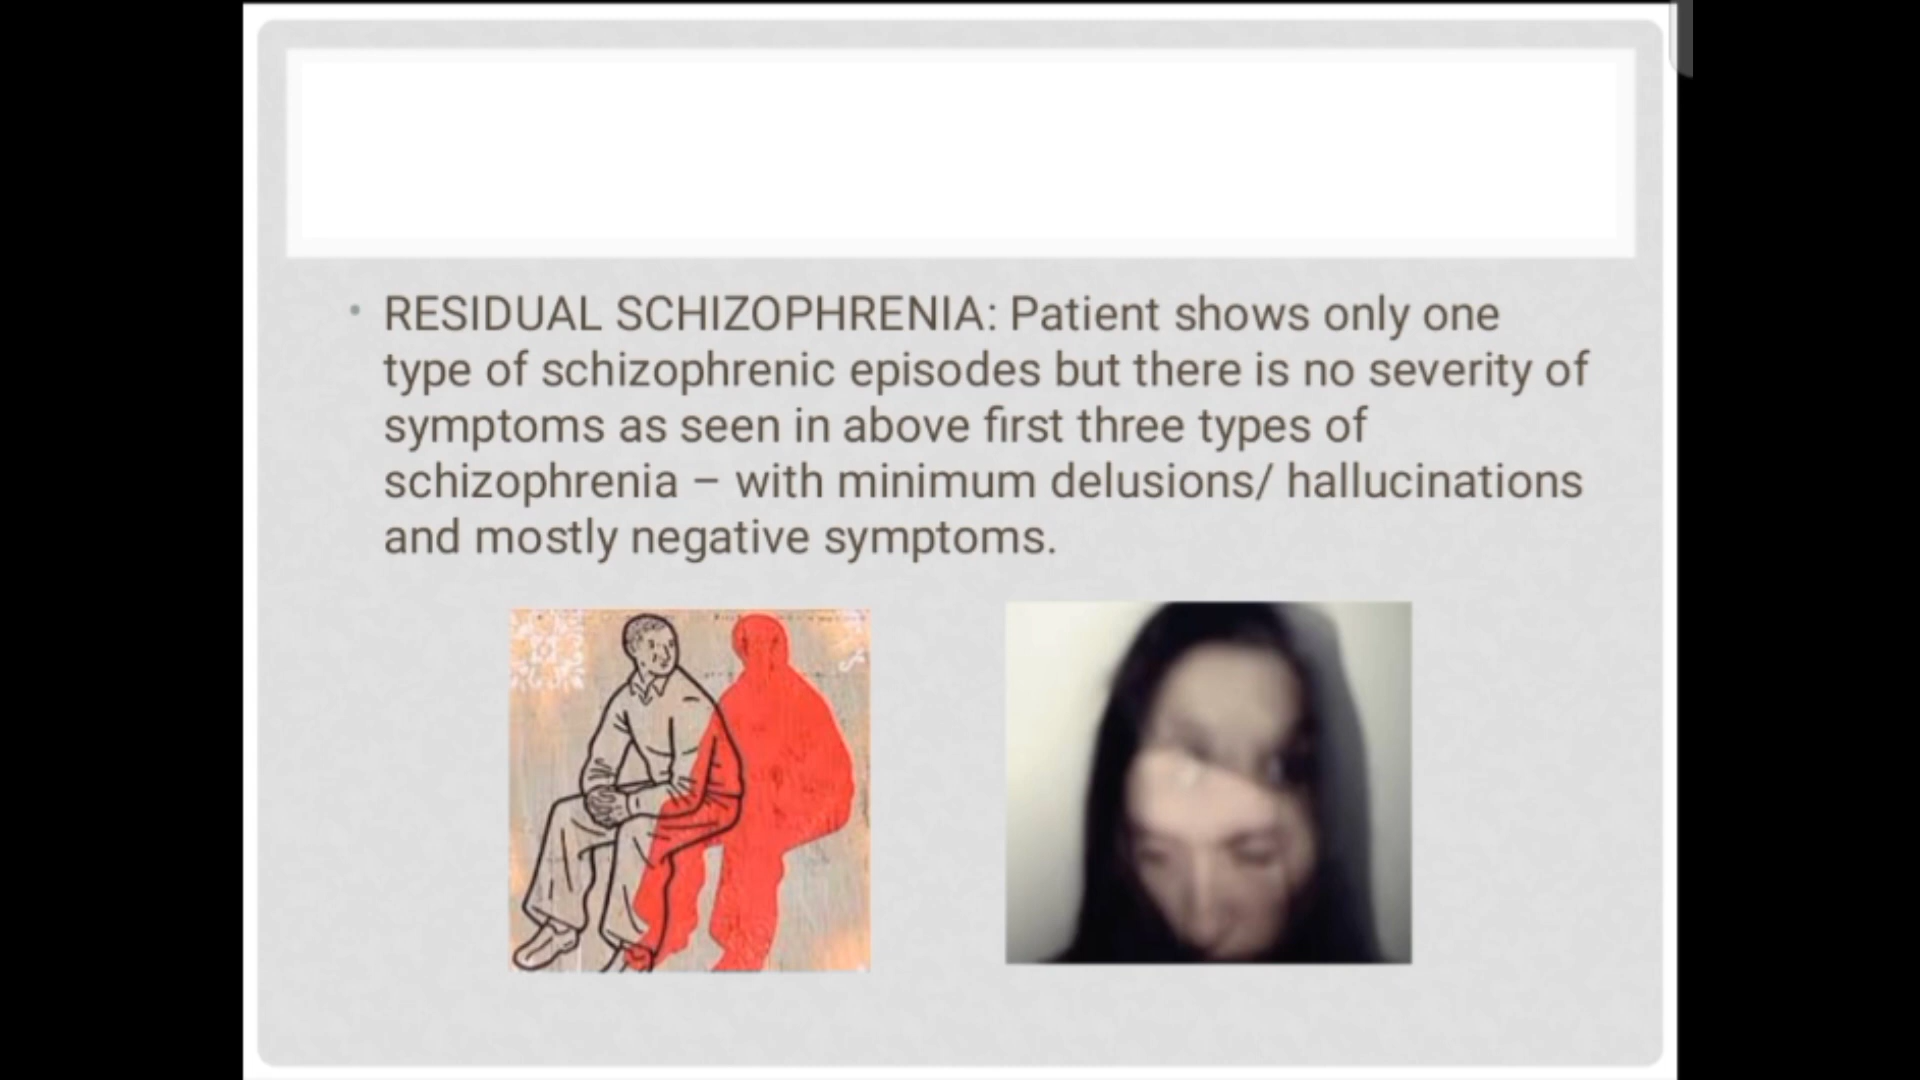 • RESIDUAL SCHIZOPHRENIA: Patient shows only one
type of schizophrenic episodes but there is no severity of
symptoms as seen in above first three types of
schizophrenia – with minimum delusions/ hallucinations
and mostly negative symptoms.